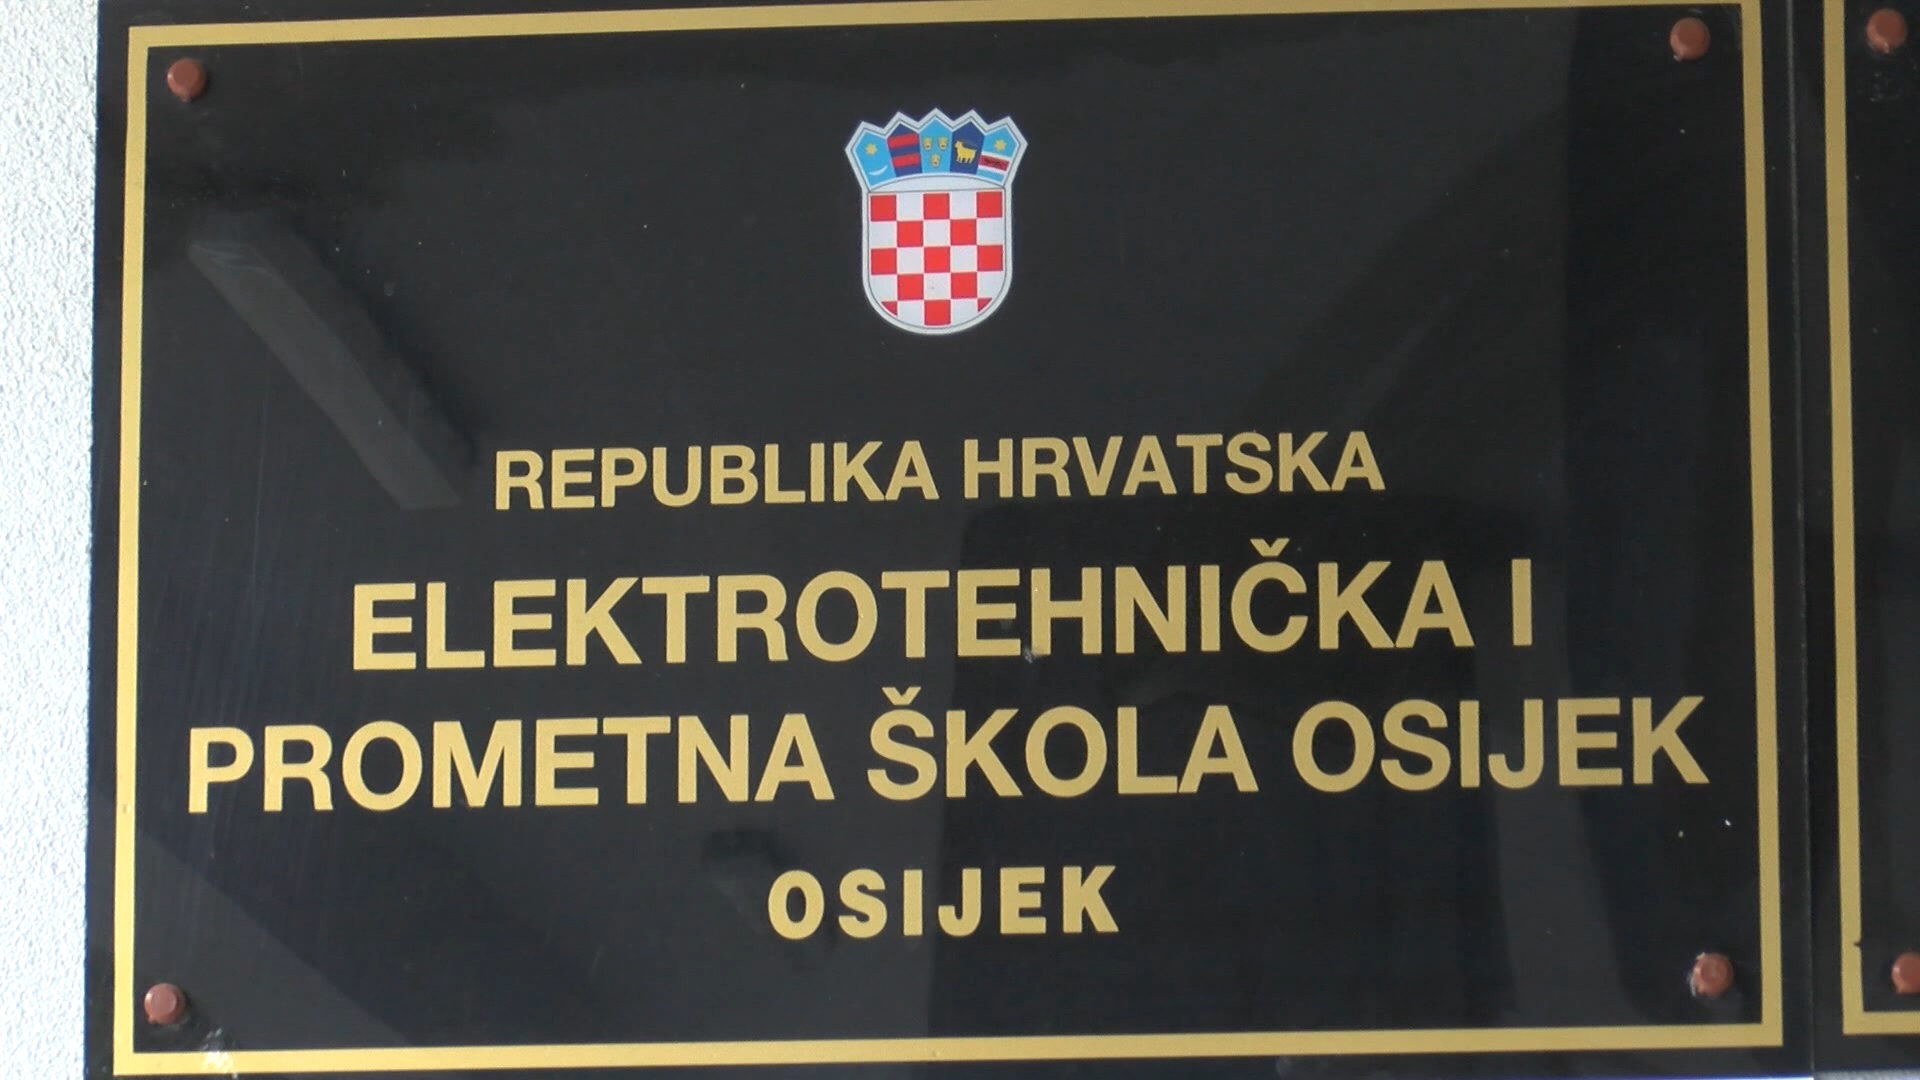 REPUBLIKA HRVATSKA
ELEKTROTEHNIČKA I
PROMETNA ŠKOLA OSIJEK
OSIJEK